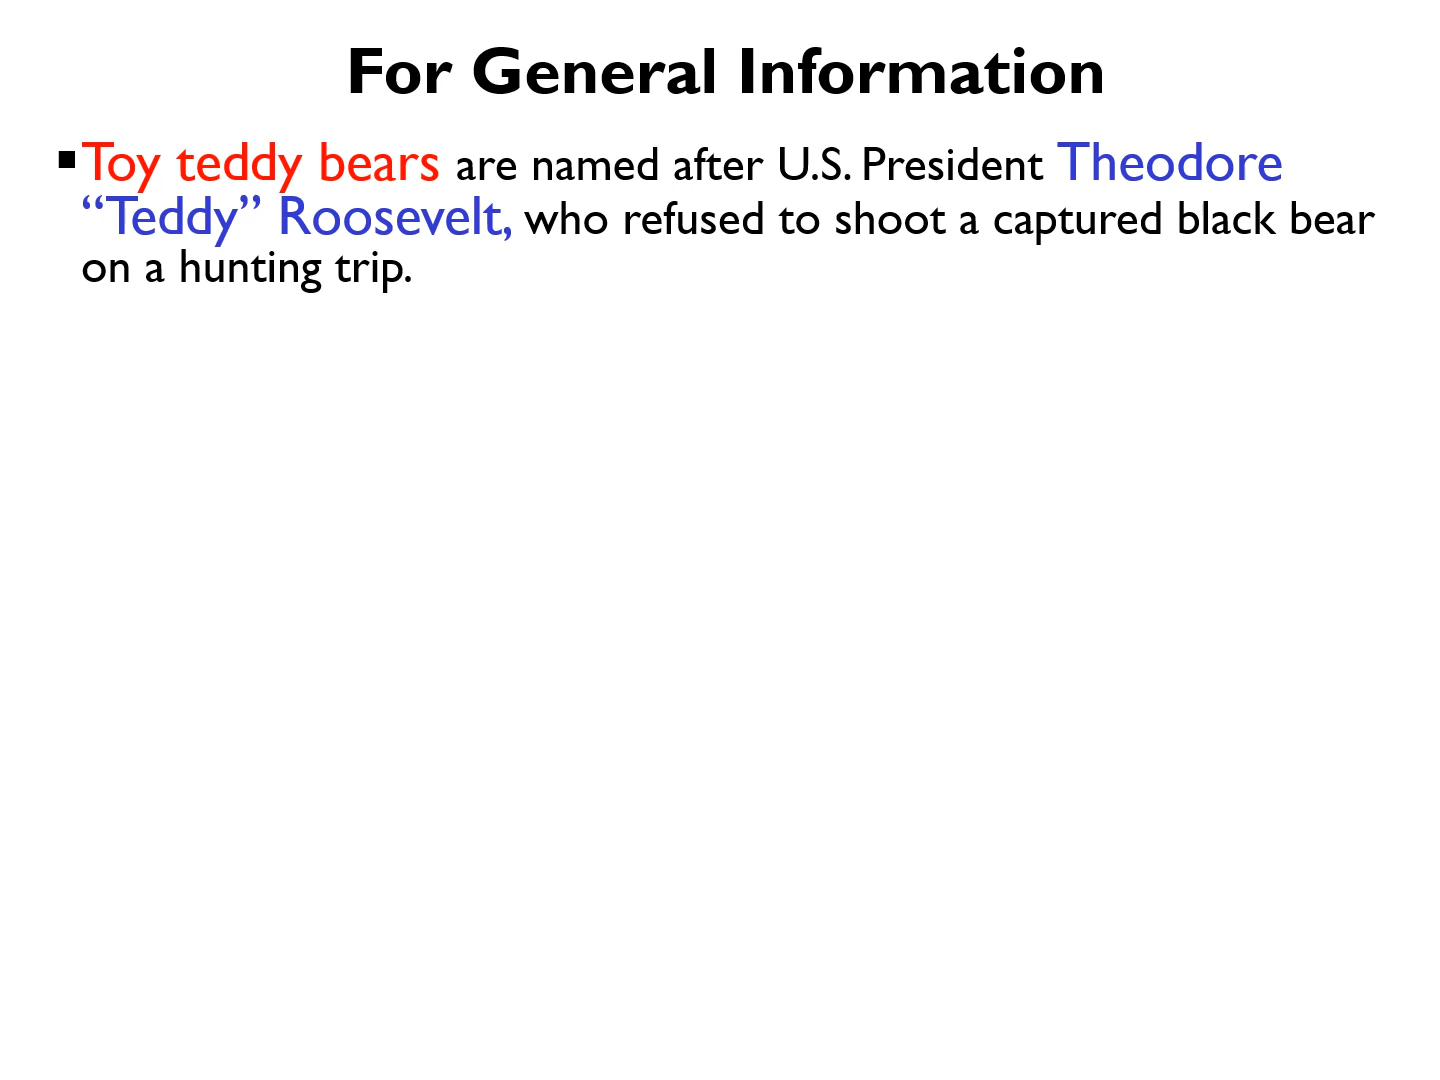 For General Information
▪Toy teddy bears are named after U.S. President Theodore
“Teddy” Roosevelt, who refused to shoot a captured black bear
on a hunting trip.